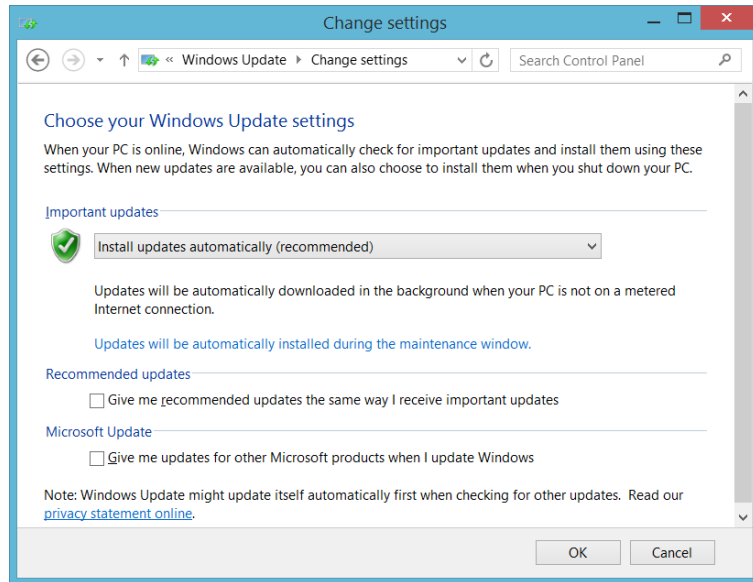 Change settings
« Windows Update Change settings
Search Control Panel
Choose your Windows Update settings
When your PC is online, Windows can automatically check for important updates and install them using these
settings. When new updates are available, you can also choose to install them when you shut down your PC.
Important updates
Install updates automatically (recommended)
Updates will be automatically downloaded in the background when your PC is not on a metered
Internet connection.
Updates will be automatically installed during the maintenance window.
Recommended updates
Give me recommended updates the same way I receive important updates
Microsoft Update
Give me updates for other Microsoft products when I update Windows
Note: Windows Update might update itself automatically first when checking for other updates. Read our
privacy statement online.
OK Cancel